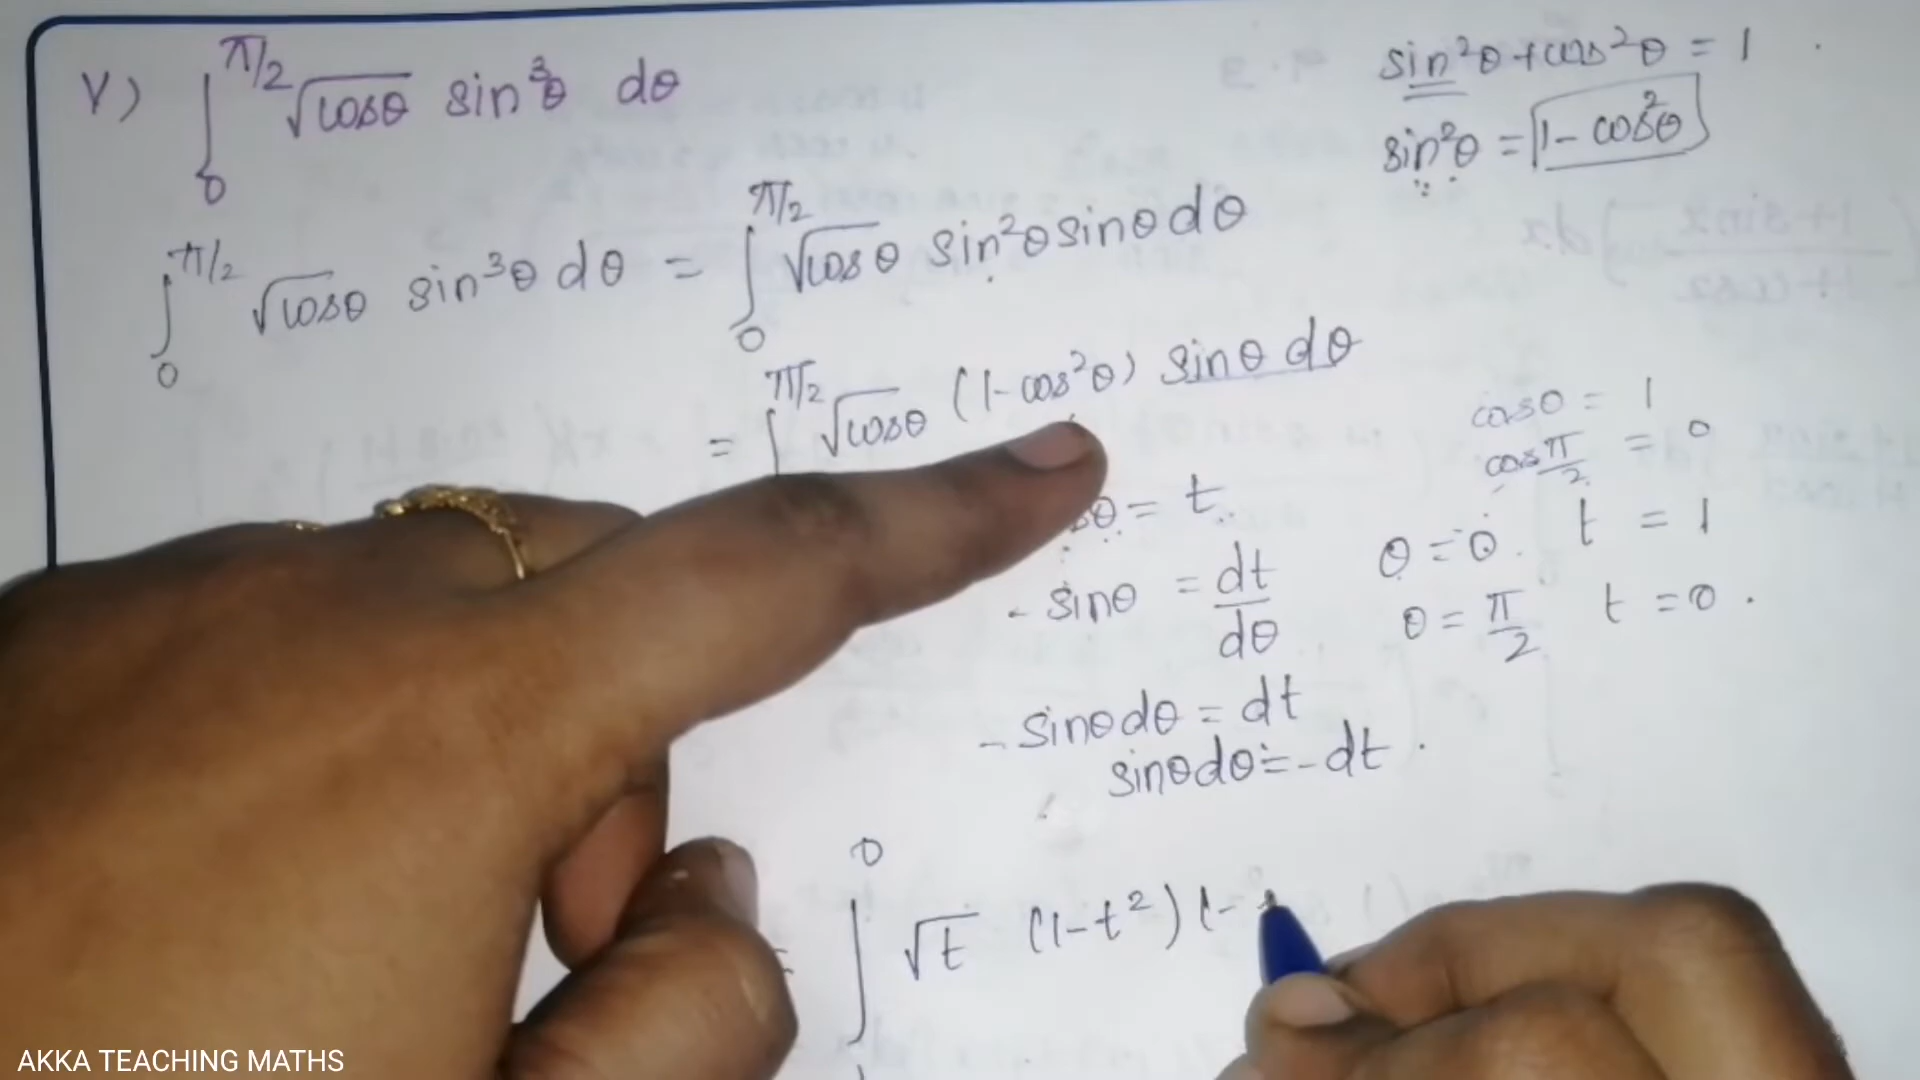 V) ∫₀^π/2 √cosθ sin³θ dθ
sin²θ + cos²θ = 1
sin²θ = 1 - cos²θ
∫₀^π/2 √cosθ sin³θ dθ = ∫₀^π/2 √cosθ sin²θ sinθ dθ
= ∫^π/2 √cosθ (1 - cos²θ) sinθ dθ
cos 0 = 1
cos π/2 = 0
θ = t
- sinθ = dt/dθ
θ = 0 t = 1
θ = π/2 t = 0.
- sinθ dθ = dt
sinθ dθ = - dt.
= ∫^0 √t (1 - t²) (-
AKKA TEACHING MATHS